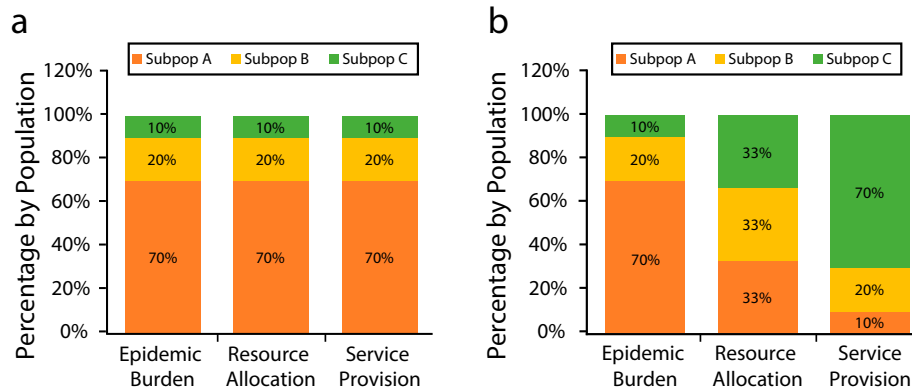 a
Subpop A Subpop B Subpop C
Percentage by Population
120%
100%
80%
60%
40%
20%
0%
10% 10% 10%
20% 20% 20%
70% 70% 70%
Epidemic Burden
Resource Allocation
Service Provision
b
Subpop A Subpop B Subpop C
Percentage by Population
120%
100%
80%
60%
40%
20%
0%
10%
20%
70%
33%
33%
33%
70%
20%
10%
Epidemic Burden
Resource Allocation
Service Provision